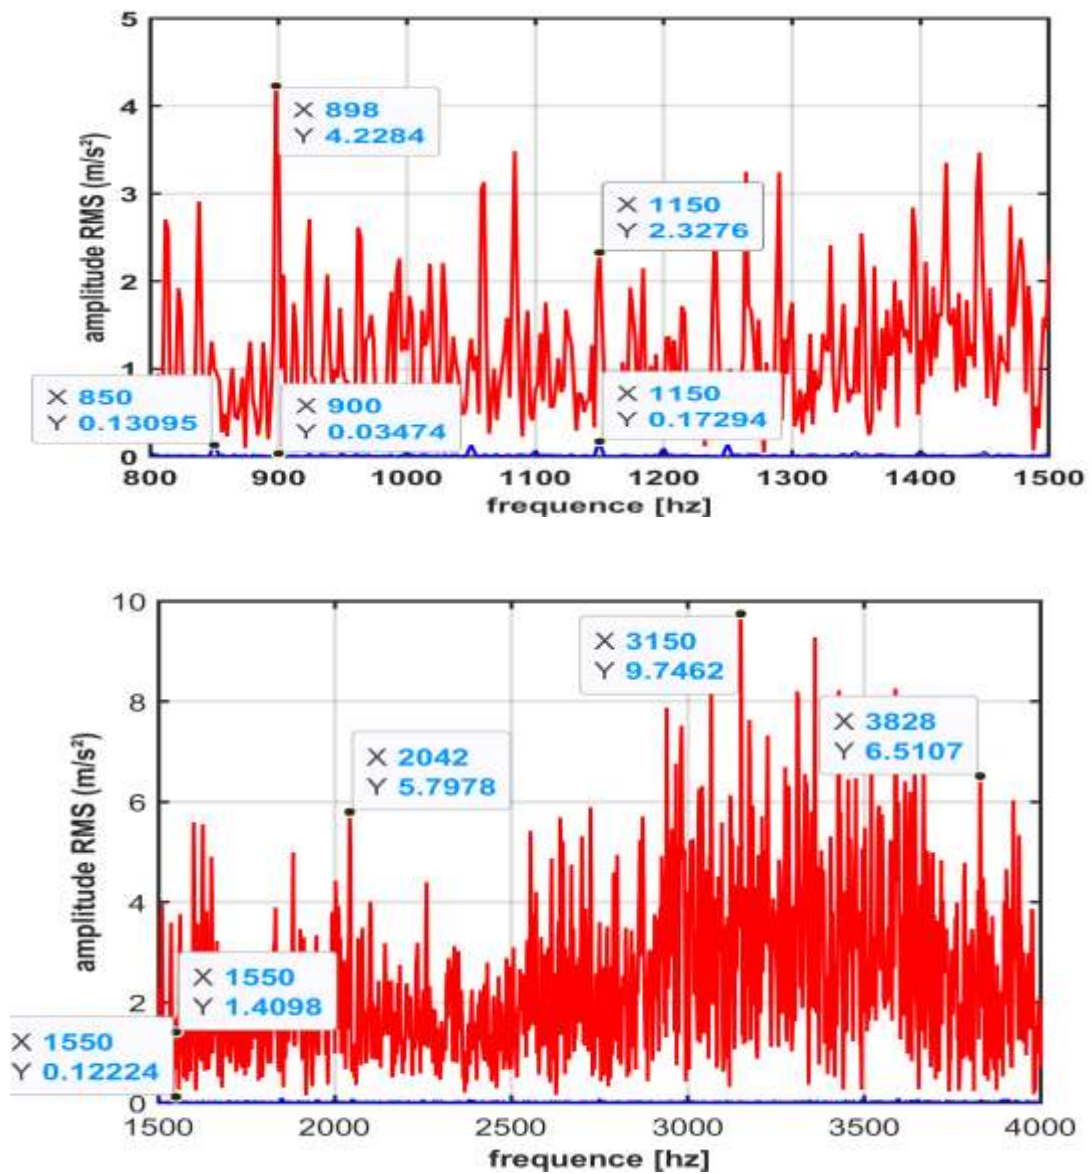 5
4
3
2
1
0
amplitude RMS (m/s²)
X 898
Y 4.2284
X 1150
Y 2.3276
X 850
Y 0.13095
X 900
Y 0.03474
X 1150
Y 0.17294
800 900 1000 1100 1200 1300 1400 1500
frequence [hz]
10
8
6
4
2
0
amplitude RMS (m/s²)
X 3150
Y 9.7462
X 3828
Y 6.5107
X 2042
Y 5.7978
X 1550
Y 1.4098
X 1550
Y 0.12224
1500 2000 2500 3000 3500 4000
frequence [hz]